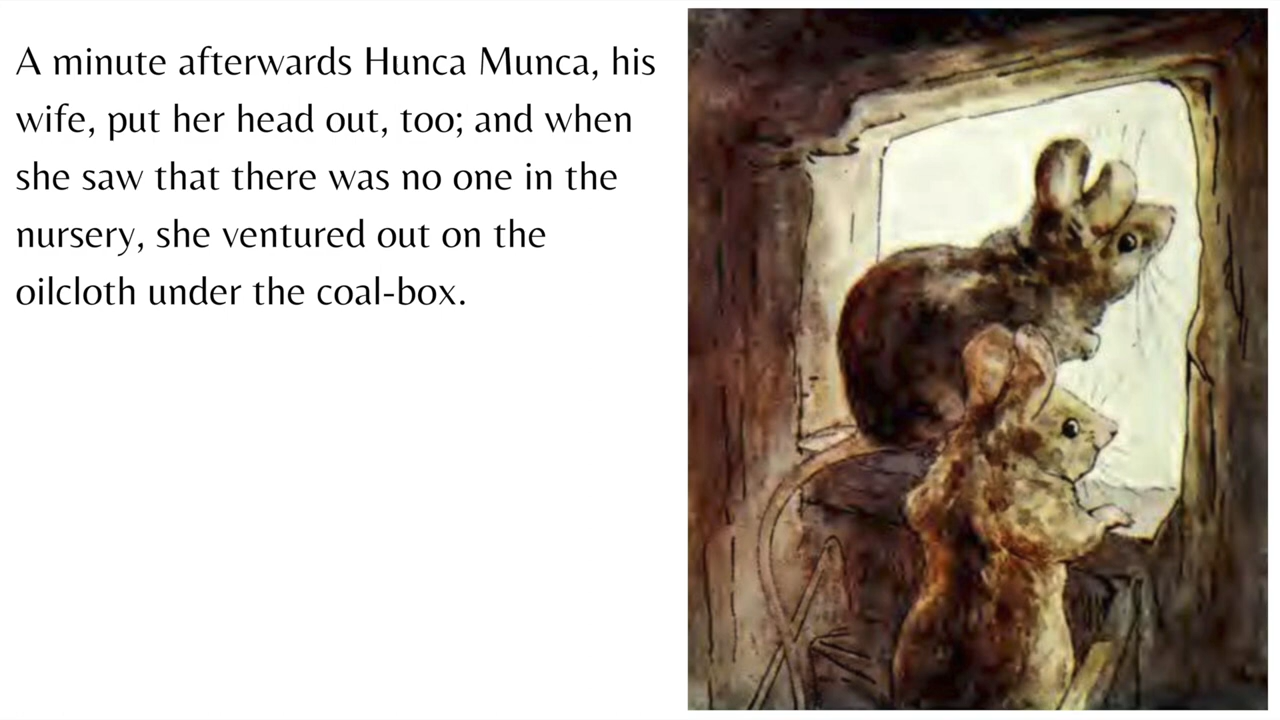 A minute afterwards Hunca Munca, his
wife, put her head out, too; and when
she saw that there was no one in the
nursery, she ventured out on the
oilcloth under the coal-box.